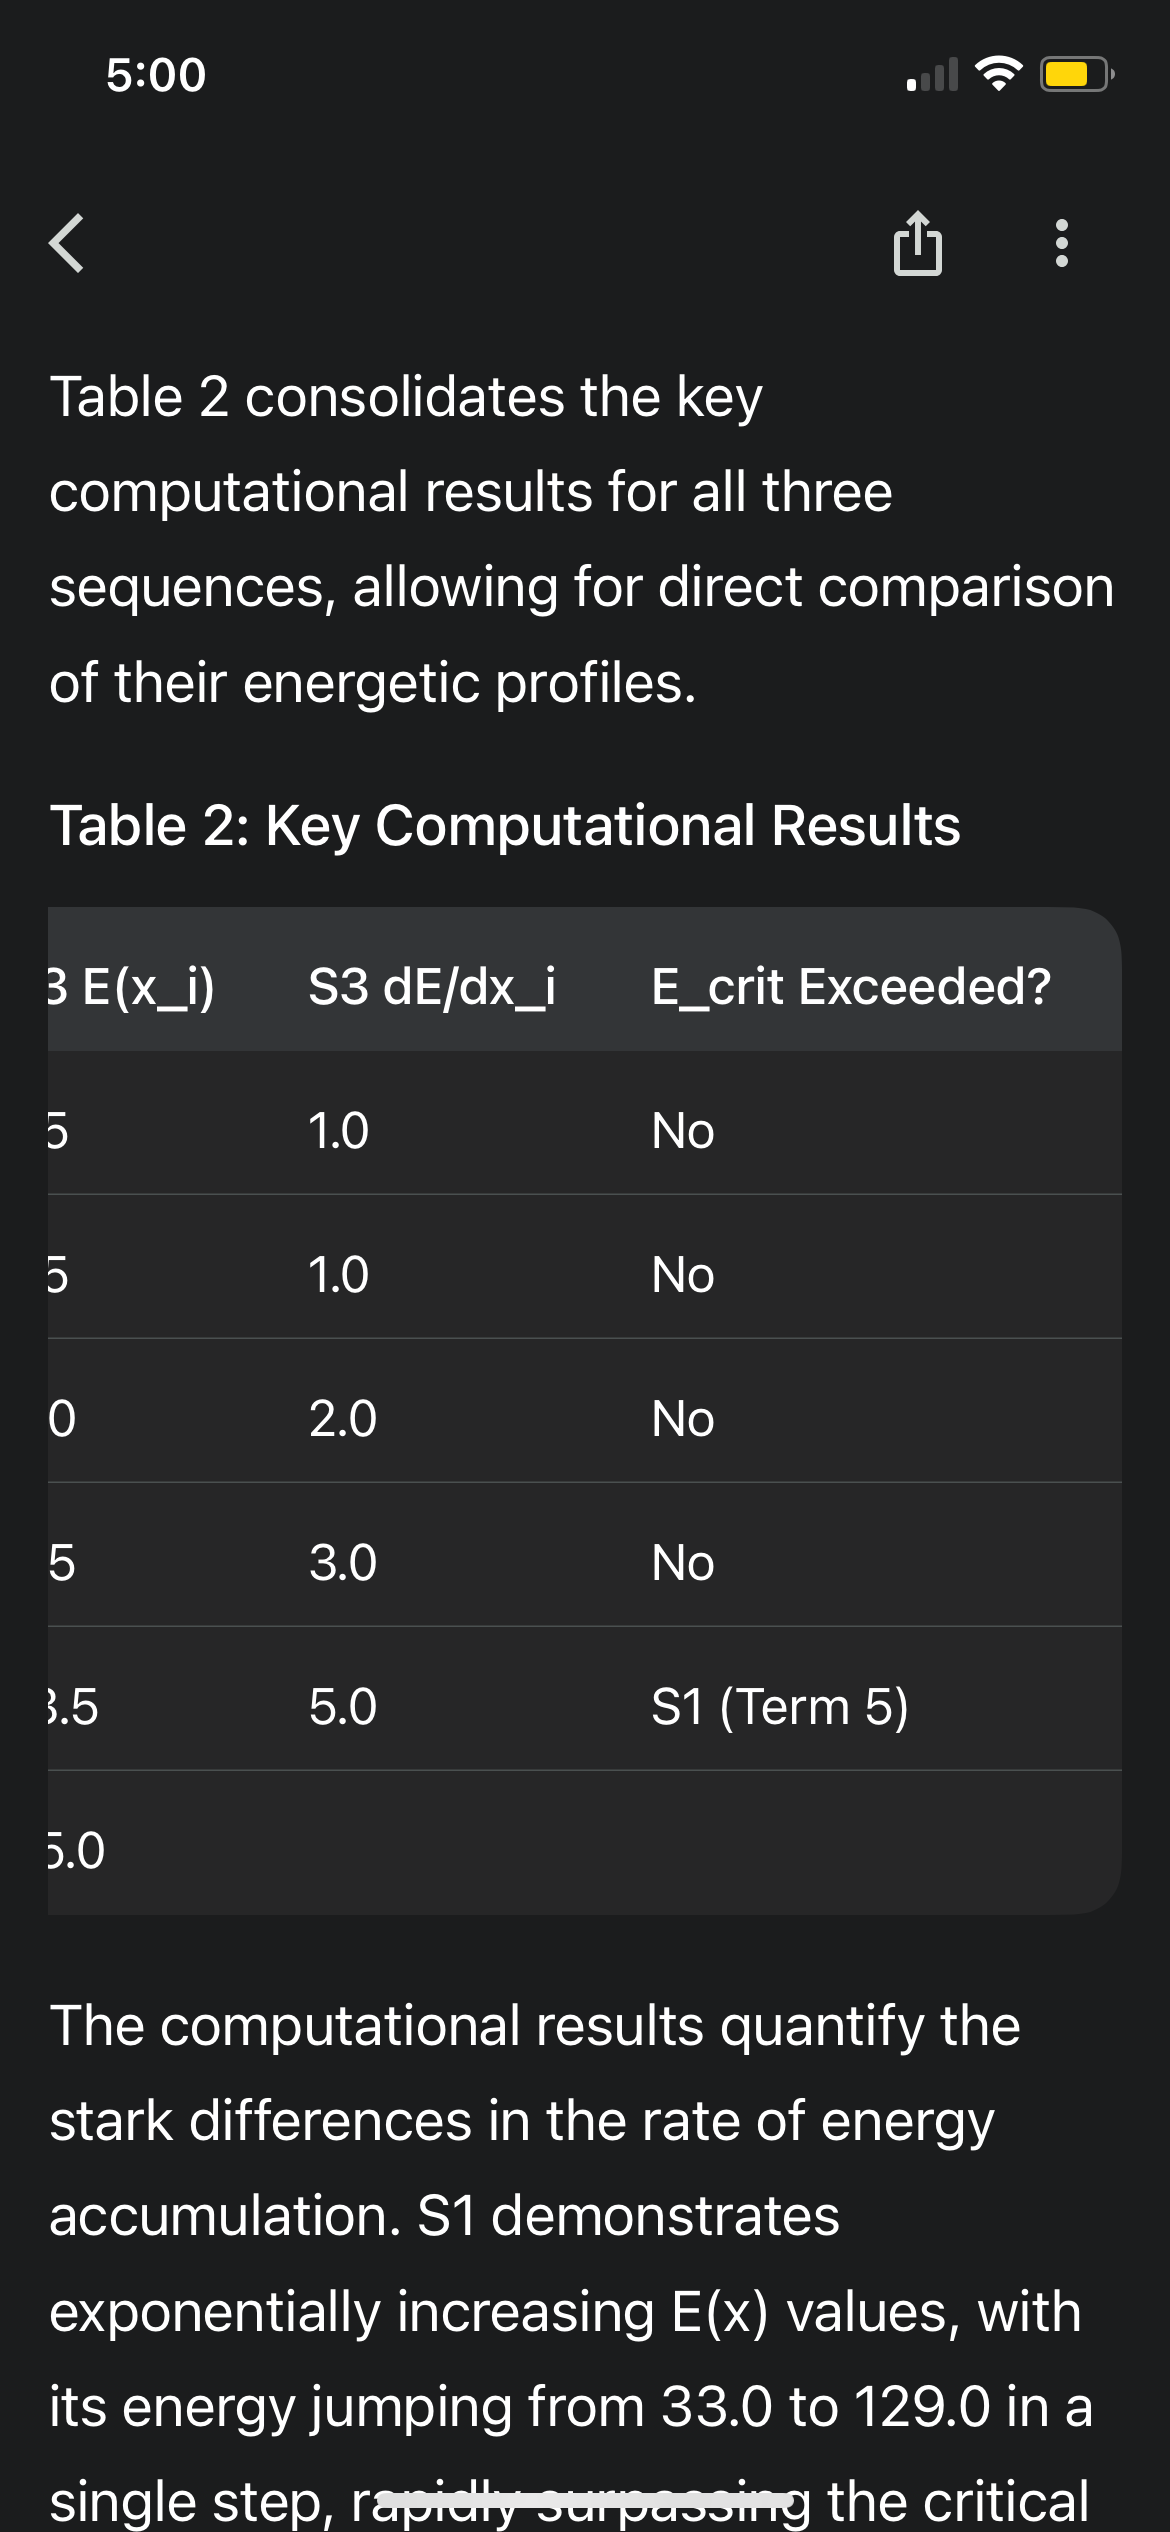 5:00
Table 2 consolidates the key
computational results for all three
sequences, allowing for direct comparison
of their energetic profiles.
Table 2: Key Computational Results
3 E(x_i) S3 dE/dx_i E_crit Exceeded?
5 1.0 No
5 1.0 No
0 2.0 No
5 3.0 No
3.5 5.0 S1 (Term 5)
5.0
The computational results quantify the
stark differences in the rate of energy
accumulation. S1 demonstrates
exponentially increasing E(x) values, with
its energy jumping from 33.0 to 129.0 in a
single step, rapidly surpassing the critical